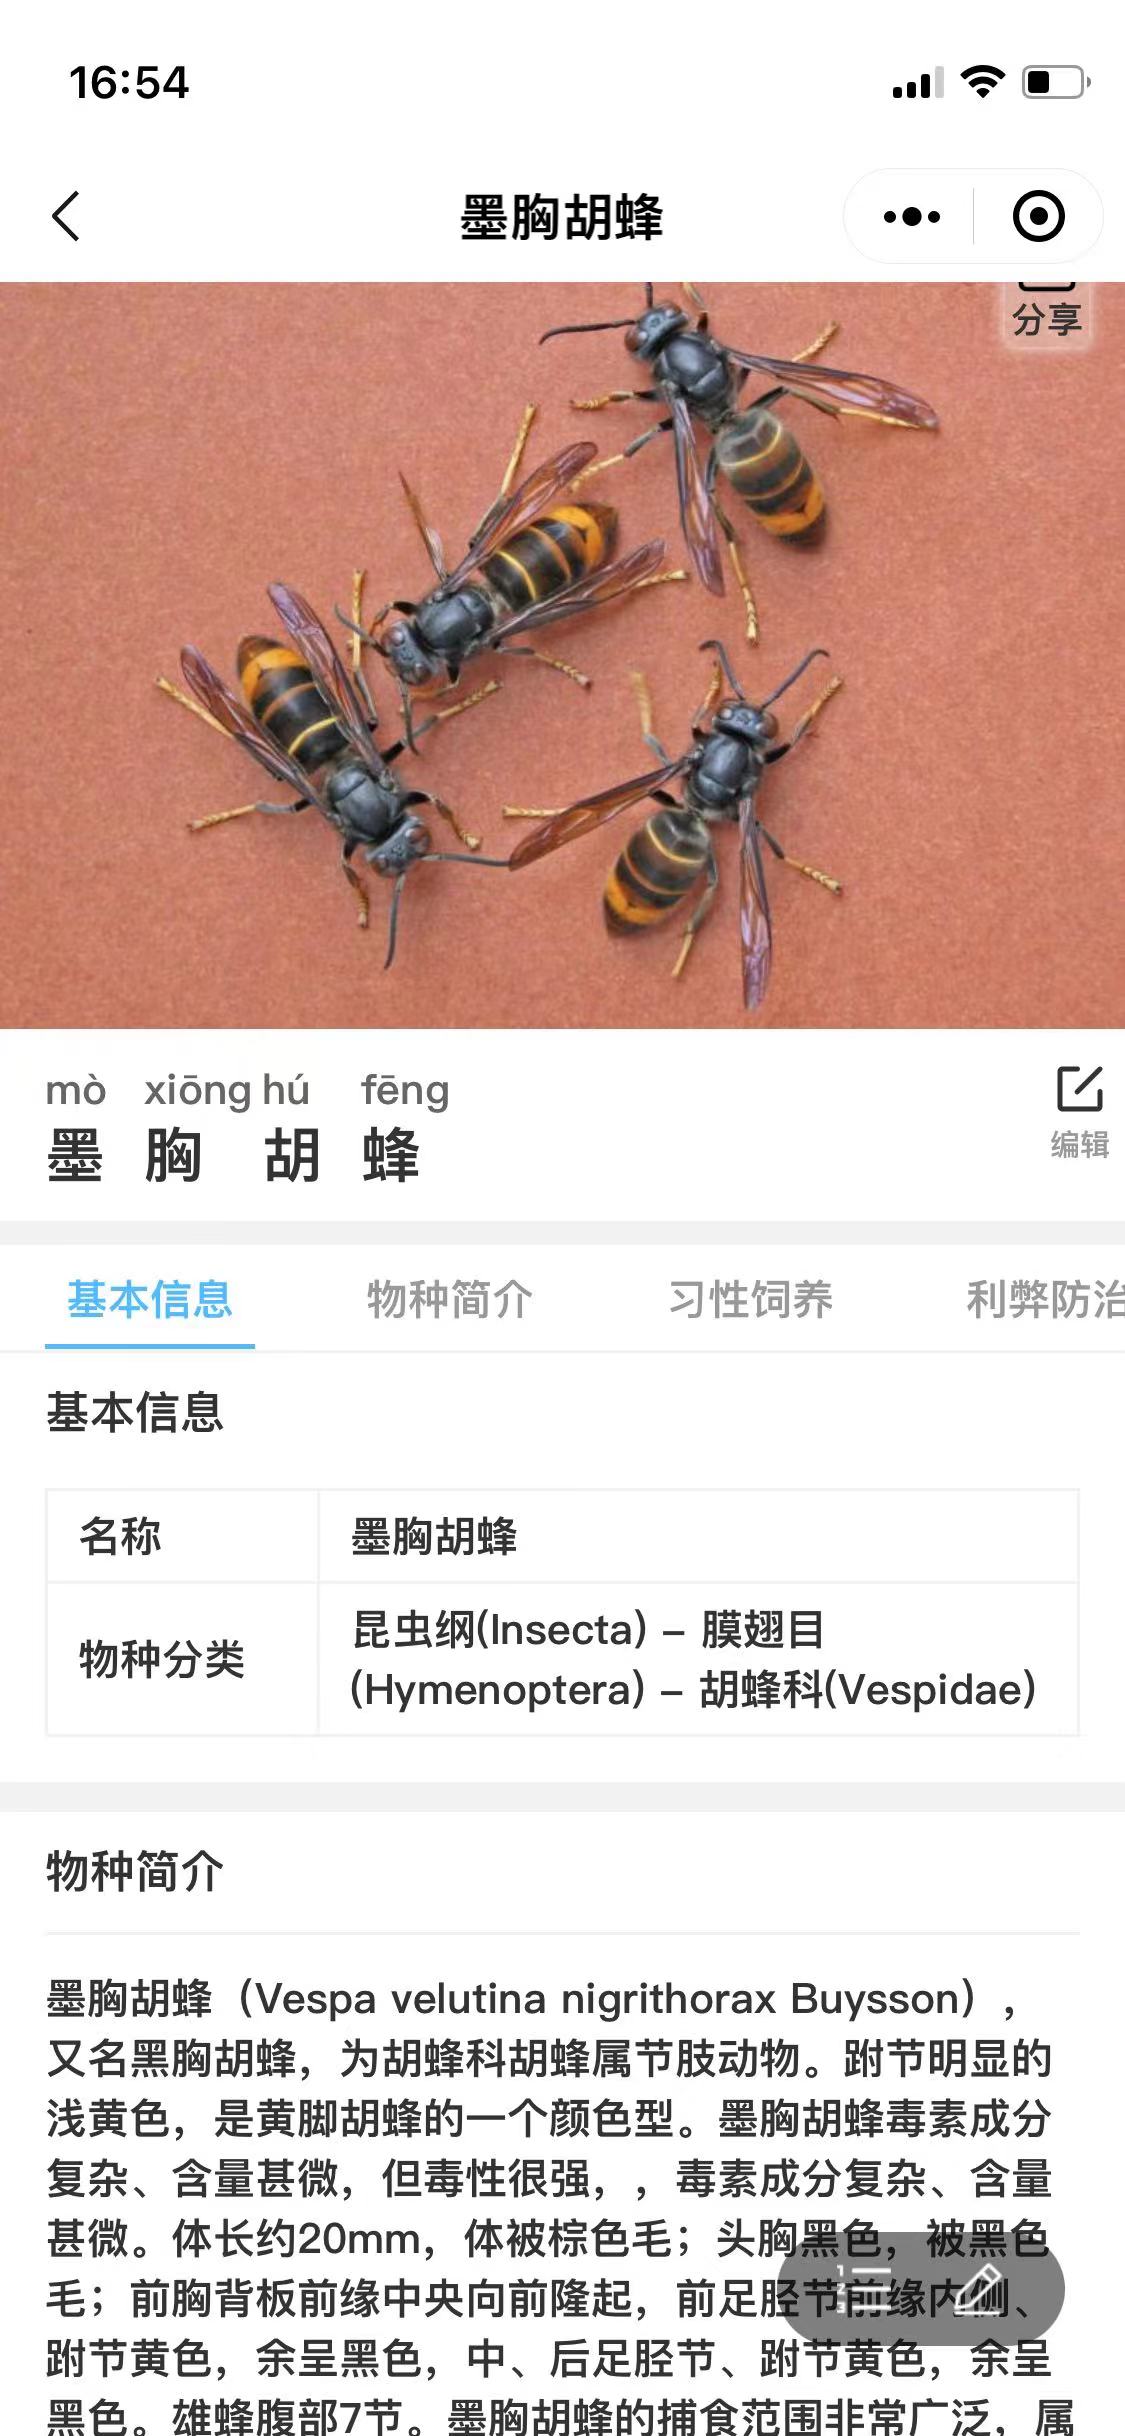 16:54
墨胸胡蜂
分享
mò xiōng hú fēng
墨胸胡蜂
编辑
基本信息 物种简介 习性饲养 利弊防治
基本信息
名称 墨胸胡蜂
物种分类 昆虫纲(Insecta) – 膜翅目
(Hymenoptera) – 胡蜂科(Vespidae)
物种简介
墨胸胡蜂（Vespa velutina nigrithorax Buysson），
又名黑胸胡蜂，为胡蜂科胡蜂属节肢动物。跗节明显的
浅黄色，是黄脚胡蜂的一个颜色型。墨胸胡蜂毒素成分
复杂、含量甚微，但毒性很强，，毒素成分复杂、含量
甚微。体长约20mm，体被棕色毛；头胸黑色，被黑色
毛；前胸背板前缘中央向前隆起，前足胫节前缘内侧、
跗节黄色，余呈黑色，中、后足胫节、跗节黄色，余呈
黑色。雄蜂腹部7节。墨胸胡蜂的捕食范围非常广泛，属